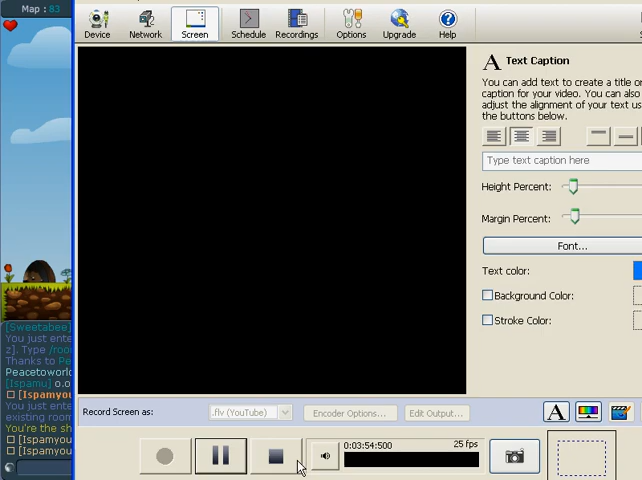 Map : 83
Device
Network
Screen
Schedule
Recordings
Options
Upgrade
Help
A Text Caption
You can add text to create a title or
caption for your video. You can also
adjust the alignment of your text us
the buttons below.
Type text caption here
Height Percent:
Margin Percent:
Font...
Text color:
Background Color:
Stroke Color:
[Sweetabee]
You just ente
z]. Type /roo
Thanks to Pe
Peacetoworlc
[Ispamu] o.o
[Ispamyou
You just ente
existing room
You're the sh
[Ispamyou
[Ispamyou
Record Screen as:
.flv (YouTube)
Encoder Options...
Edit Output...
A
0:03:54:500
25 fps